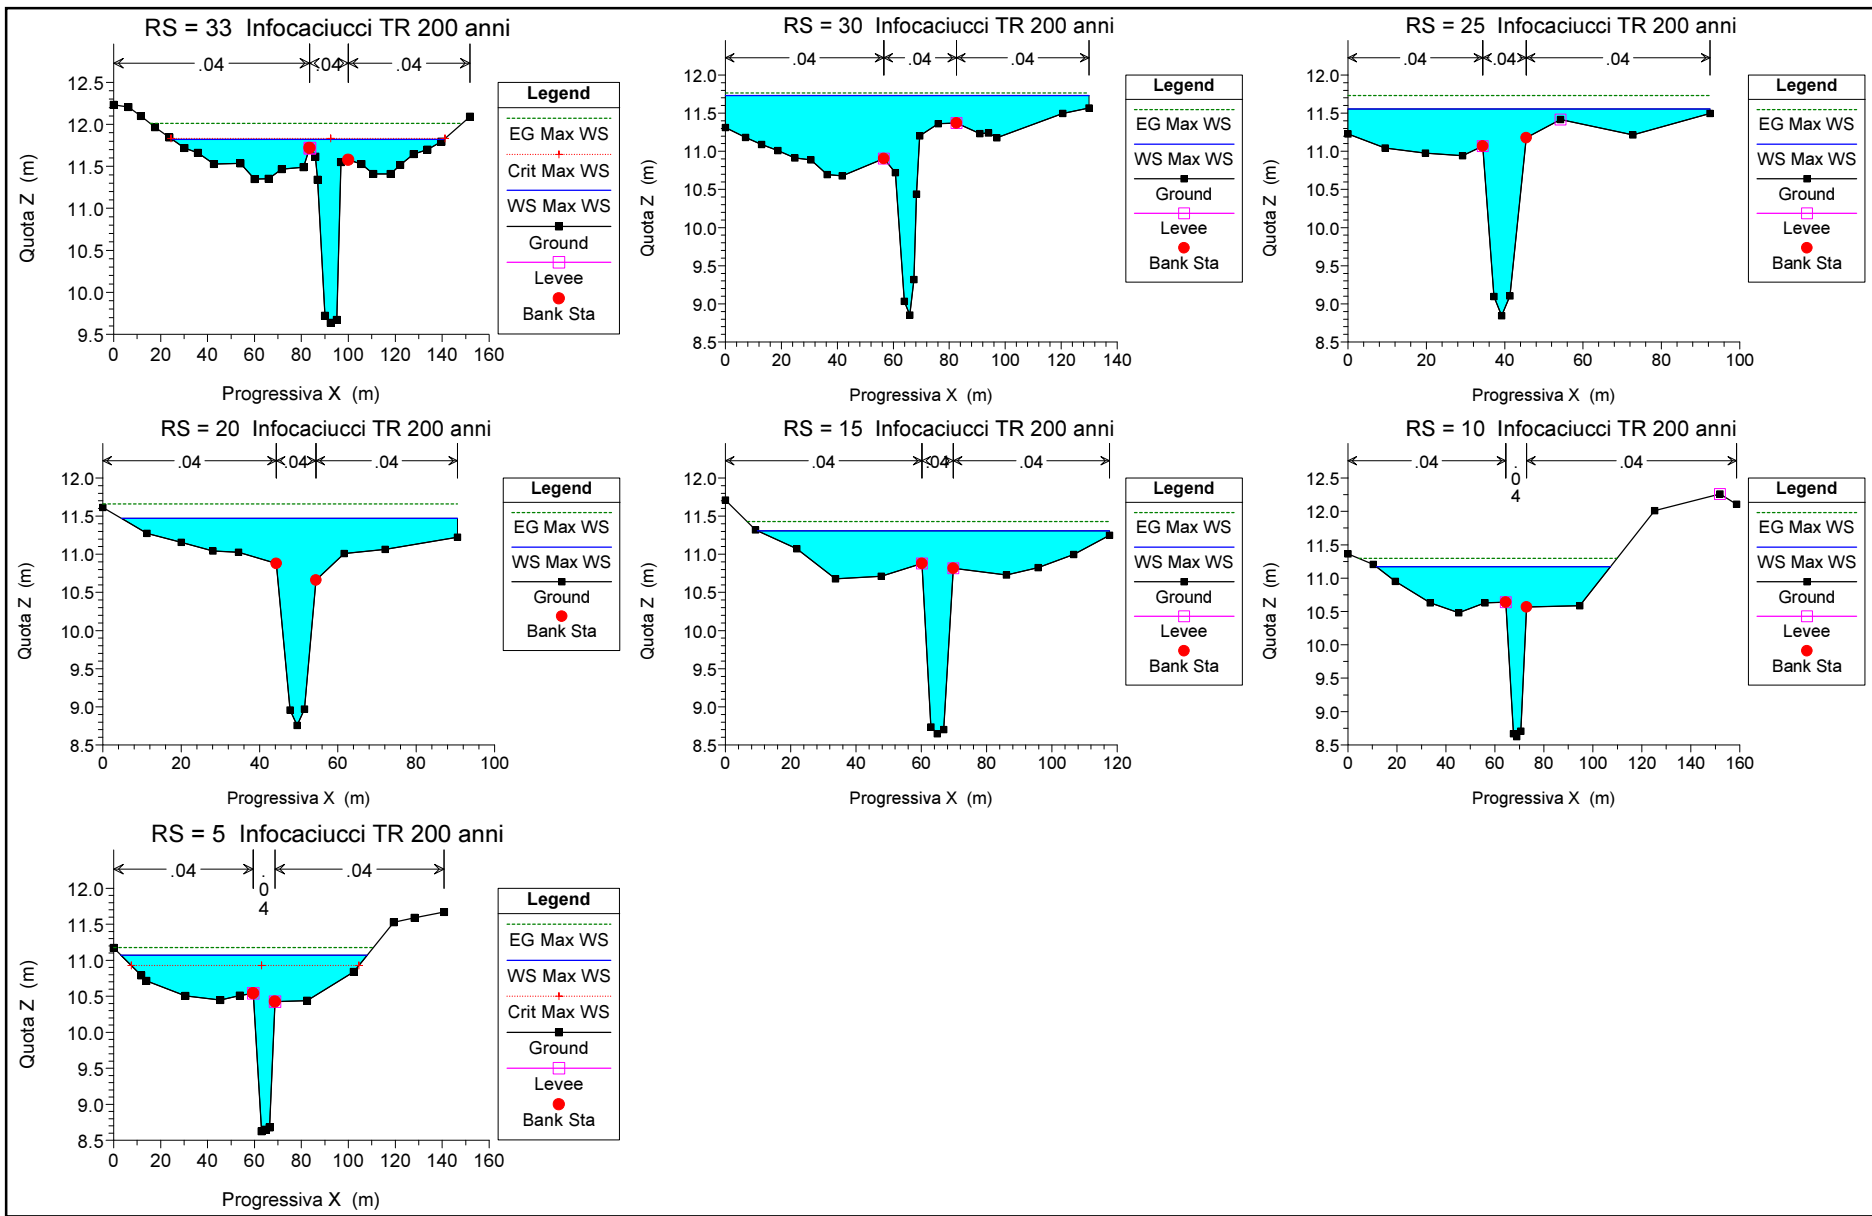 RS = 33 Infocaciucci TR 200 anni
.04 .04 .04
12.5
12.0
11.5
11.0
10.5
10.0
9.5
Quota Z (m)
0 20 40 60 80 100 120 140 160
Progressiva X (m)
Legend
EG Max WS
Crit Max WS
WS Max WS
Ground
Levee
Bank Sta
RS = 30 Infocaciucci TR 200 anni
.04 .04 .04
12.0
11.5
11.0
10.5
10.0
9.5
9.0
8.5
Quota Z (m)
0 20 40 60 80 100 120 140
Progressiva X (m)
Legend
EG Max WS
WS Max WS
Ground
Levee
Bank Sta
RS = 25 Infocaciucci TR 200 anni
.04 .04 .04
12.0
11.5
11.0
10.5
10.0
9.5
9.0
8.5
Quota Z (m)
0 20 40 60 80 100
Progressiva X (m)
Legend
EG Max WS
WS Max WS
Ground
Levee
Bank Sta
RS = 20 Infocaciucci TR 200 anni
.04 .04 .04
12.0
11.5
11.0
10.5
10.0
9.5
9.0
8.5
Quota Z (m)
0 20 40 60 80 100
Progressiva X (m)
Legend
EG Max WS
WS Max WS
Ground
Bank Sta
RS = 15 Infocaciucci TR 200 anni
.04 .04 .04
12.0
11.5
11.0
10.5
10.0
9.5
9.0
8.5
Quota Z (m)
0 20 40 60 80 100 120
Progressiva X (m)
Legend
EG Max WS
WS Max WS
Ground
Levee
Bank Sta
RS = 10 Infocaciucci TR 200 anni
.04 .04 .04
12.5
12.0
11.5
11.0
10.5
10.0
9.5
9.0
8.5
Quota Z (m)
0 20 40 60 80 100 120 140 160
Progressiva X (m)
Legend
EG Max WS
WS Max WS
Ground
Levee
Bank Sta
RS = 5 Infocaciucci TR 200 anni
.04 .04 .04
12.0
11.5
11.0
10.5
10.0
9.5
9.0
8.5
Quota Z (m)
0 20 40 60 80 100 120 140 160
Progressiva X (m)
Legend
EG Max WS
WS Max WS
Crit Max WS
Ground
Levee
Bank Sta